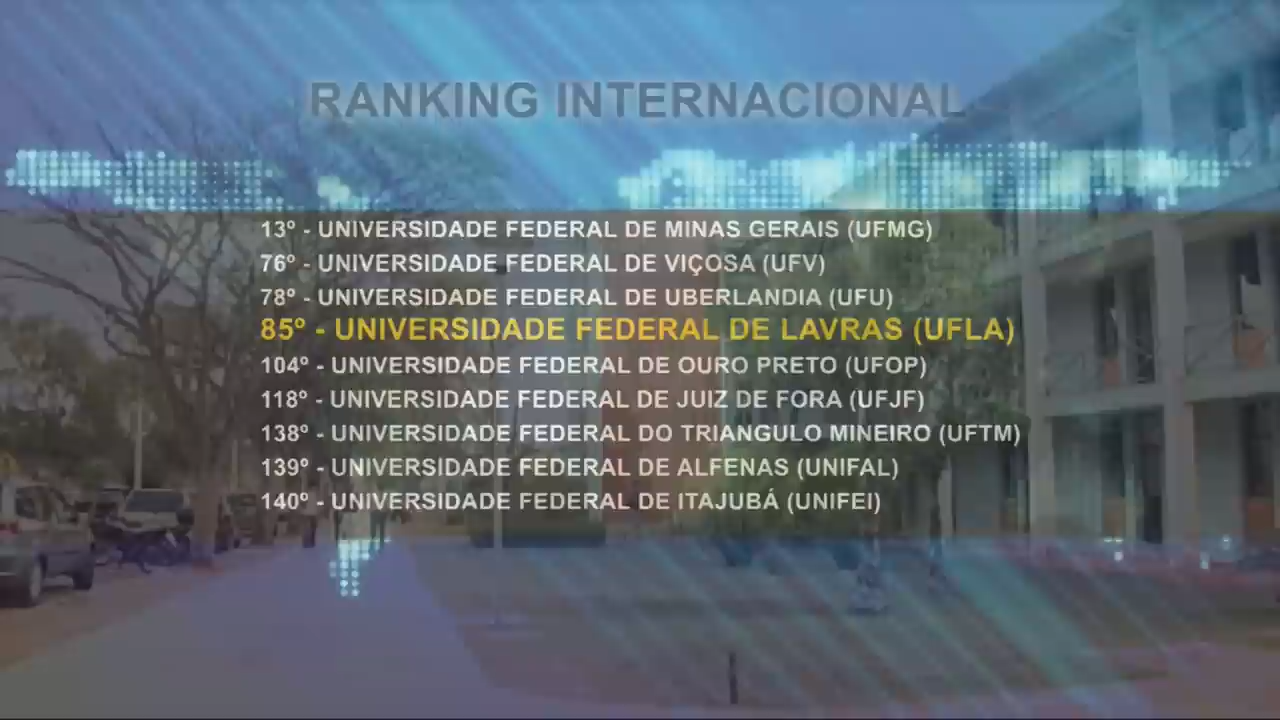 RANKING INTERNACIONAL
13º - UNIVERSIDADE FEDERAL DE MINAS GERAIS (UFMG)
76º - UNIVERSIDADE FEDERAL DE VIÇOSA (UFV)
78º - UNIVERSIDADE FEDERAL DE UBERLANDIA (UFU)
85º - UNIVERSIDADE FEDERAL DE LAVRAS (UFLA)
104º - UNIVERSIDADE FEDERAL DE OURO PRETO (UFOP)
118º - UNIVERSIDADE FEDERAL DE JUIZ DE FORA (UFJF)
138º - UNIVERSIDADE FEDERAL DO TRIANGULO MINEIRO (UFTM)
139º - UNIVERSIDADE FEDERAL DE ALFENAS (UNIFAL)
140º - UNIVERSIDADE FEDERAL DE ITAJUBÁ (UNIFEI)